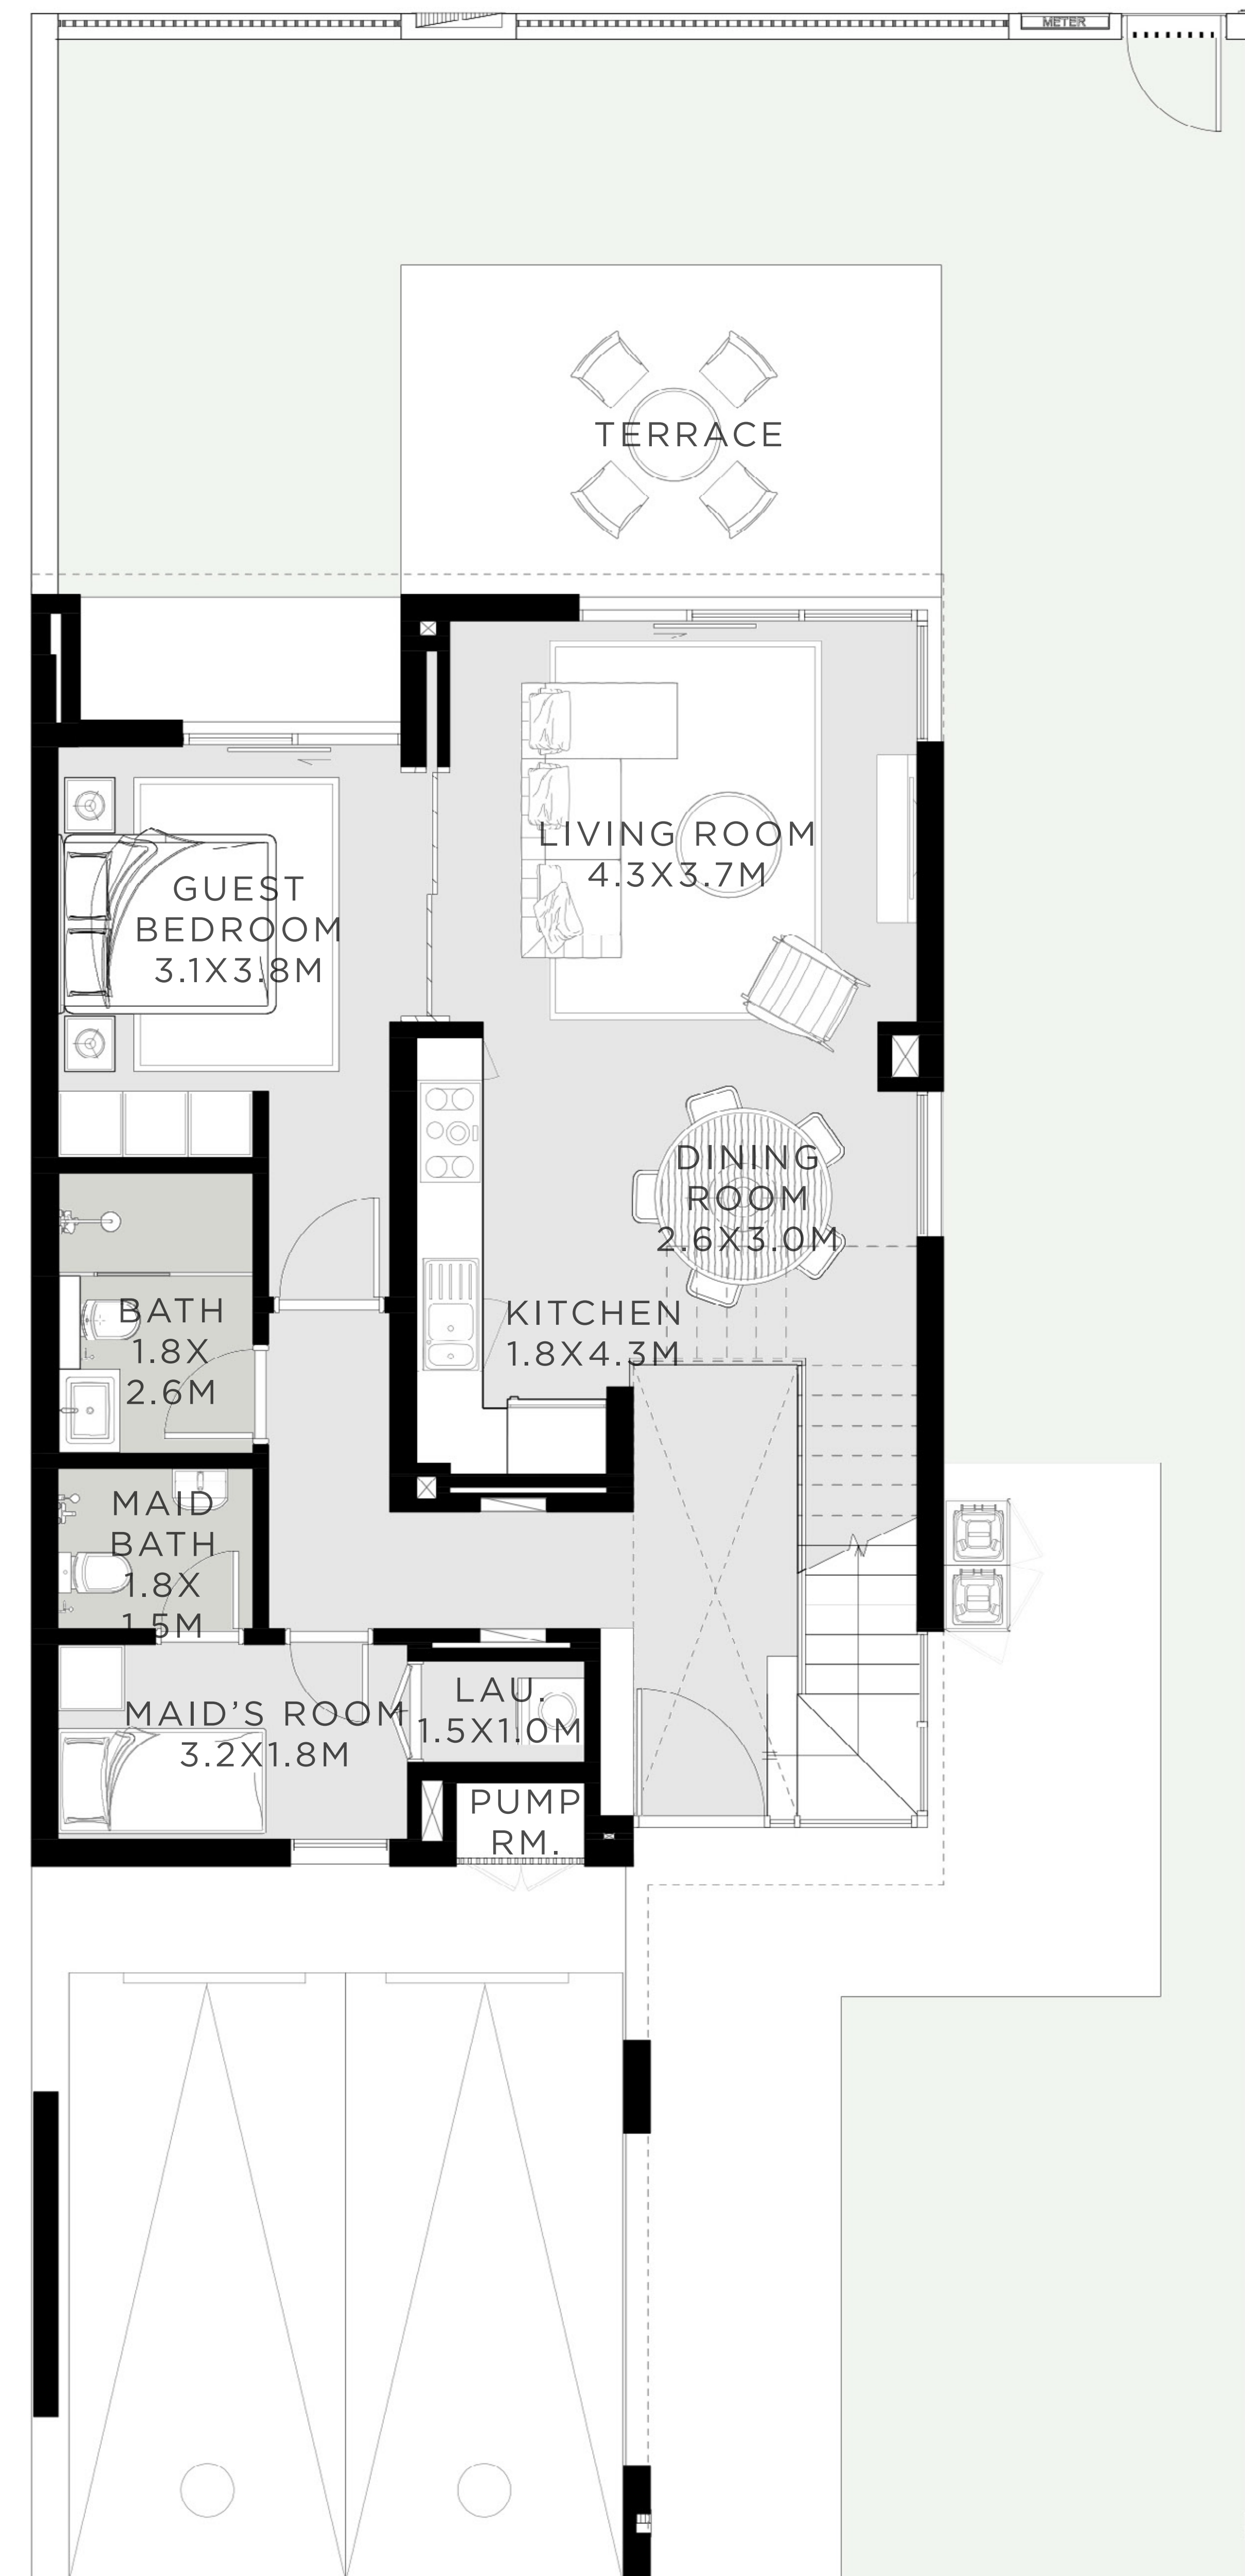 METER
TERRACE
LIVING ROOM
4.3X3.7M
GUEST
BEDROOM
3.1X3.8M
DINING
ROOM
2.6X3.0M
KITCHEN
1.8X4.3M
BATH
1.8X
2.6M
MAID
BATH
1.8X
1.5M
MAID'S ROOM
3.2X1.8M
LAU.
1.5X1.0M
PUMP
RM.